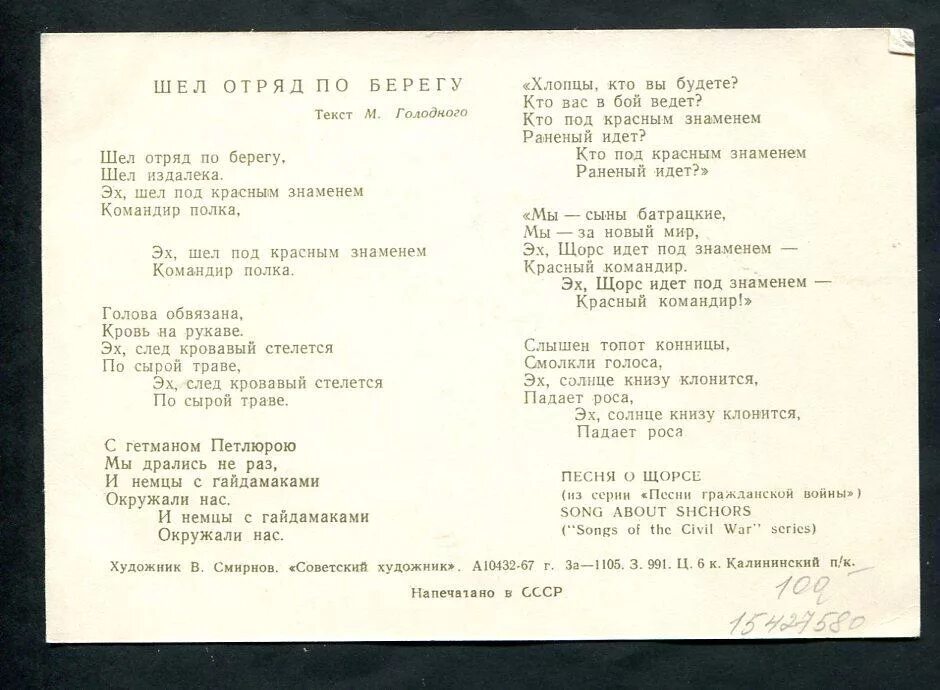 ШЕЛ ОТРЯД ПО БЕРЕГУ
Текст М. Голодного
Шел отряд по берегу,
Шел издалека.
Эх, шел под красным знаменем
Командир полка,
Эх, шел под красным знаменем
Командир полка.
Голова обвязана,
Кровь на рукаве.
Эх, след кровавый стелется
По сырой траве,
Эх, след кровавый стелется
По сырой траве.
С гетманом Петлюрою
Мы дрались не раз,
И немцы с гайдамаками
Окружали нас.
И немцы с гайдамаками
Окружали нас.
«Хлопцы, кто вы будете?
Кто вас в бой ведет?
Кто под красным знаменем
Раненый идет?
Кто под красным знаменем
Раненый идет?»
«Мы — сыны батрацкие,
Мы — за новый мир,
Эх, Щорс идет под знаменем —
Красный командир.
Эх, Щорс идет под знаменем —
Красный командир!»
Слышен топот конницы,
Смолкли голоса,
Эх, солнце книзу клонится,
Падает роса,
Эх, солнце книзу клонится,
Падает роса
ПЕСНЯ О ЩОРСЕ
(из серии «Песни гражданской войны»)
SONG ABOUT SHCHORS
("Songs of the Civil War" series)
Художник В. Смирнов. «Советский художник». А10432-67 г. За—1105. З. 991. Ц. 6 к. Калининский п/к.
Напечатано в СССР
100-
15427580